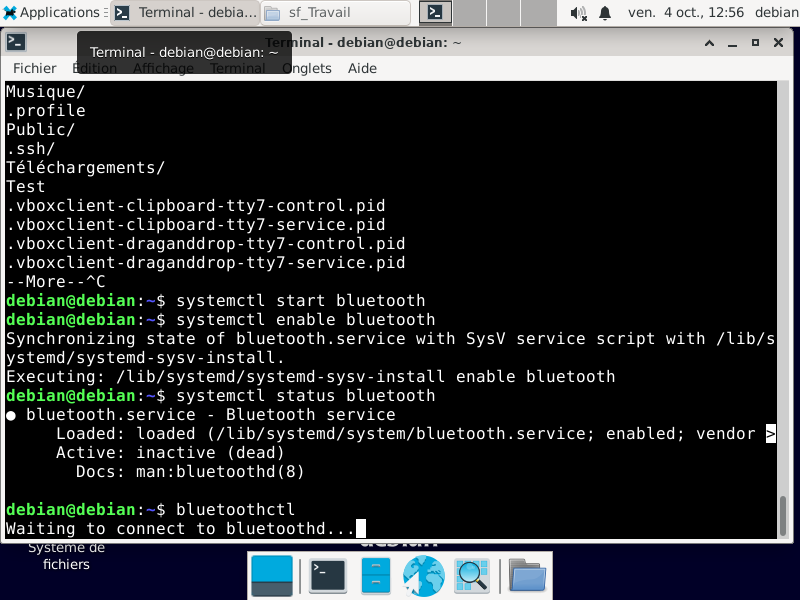 Applications
Terminal - debia...
sf_Travail
ven. 4 oct., 12:56
debian
Terminal - debian@debian: ~
Terminal - debian@debian: ~
Fichier Édition Affichage Terminal Onglets Aide
Musique/
.profile
Public/
.ssh/
Téléchargements/
Test
.vboxclient-clipboard-tty7-control.pid
.vboxclient-clipboard-tty7-service.pid
.vboxclient-draganddrop-tty7-control.pid
.vboxclient-draganddrop-tty7-service.pid
--More--^C
debian@debian:~$ systemctl start bluetooth
debian@debian:~$ systemctl enable bluetooth
Synchronizing state of bluetooth.service with SysV service script with /lib/s
ystemd/systemd-sysv-install.
Executing: /lib/systemd/systemd-sysv-install enable bluetooth
debian@debian:~$ systemctl status bluetooth
● bluetooth.service - Bluetooth service
Loaded: loaded (/lib/systemd/system/bluetooth.service; enabled; vendor >
Active: inactive (dead)
Docs: man:bluetoothd(8)
debian@debian:~$ bluetoothctl
Waiting to connect to bluetoothd...
Système de
fichiers
debian